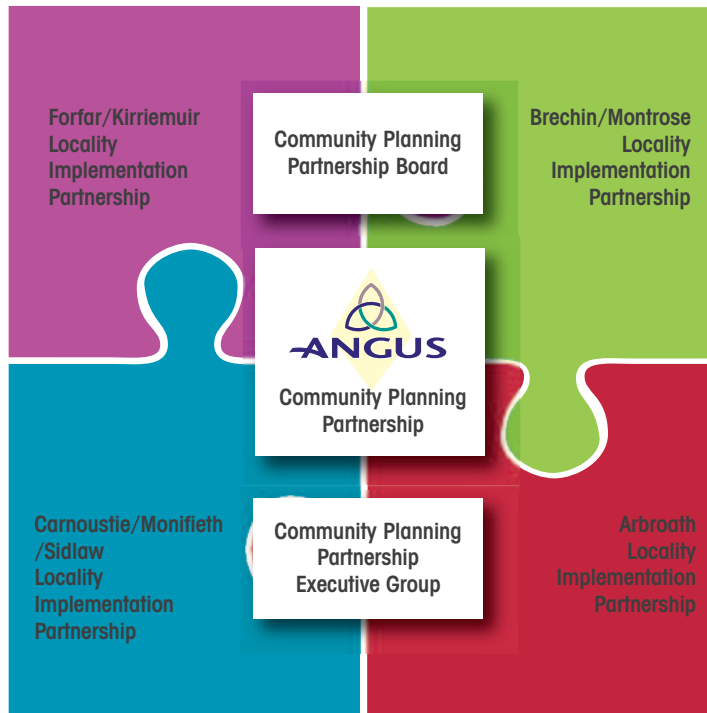 Forfar/Kirriemuir
Locality
Implementation
Partnership
Community Planning
Partnership Board
Brechin/Montrose
Locality
Implementation
Partnership
ANGUS
Community Planning
Partnership
Carnoustie/Monifieth
/Sidlaw
Locality
Implementation
Partnership
Community Planning
Partnership
Executive Group
Arbroath
Locality
Implementation
Partnership